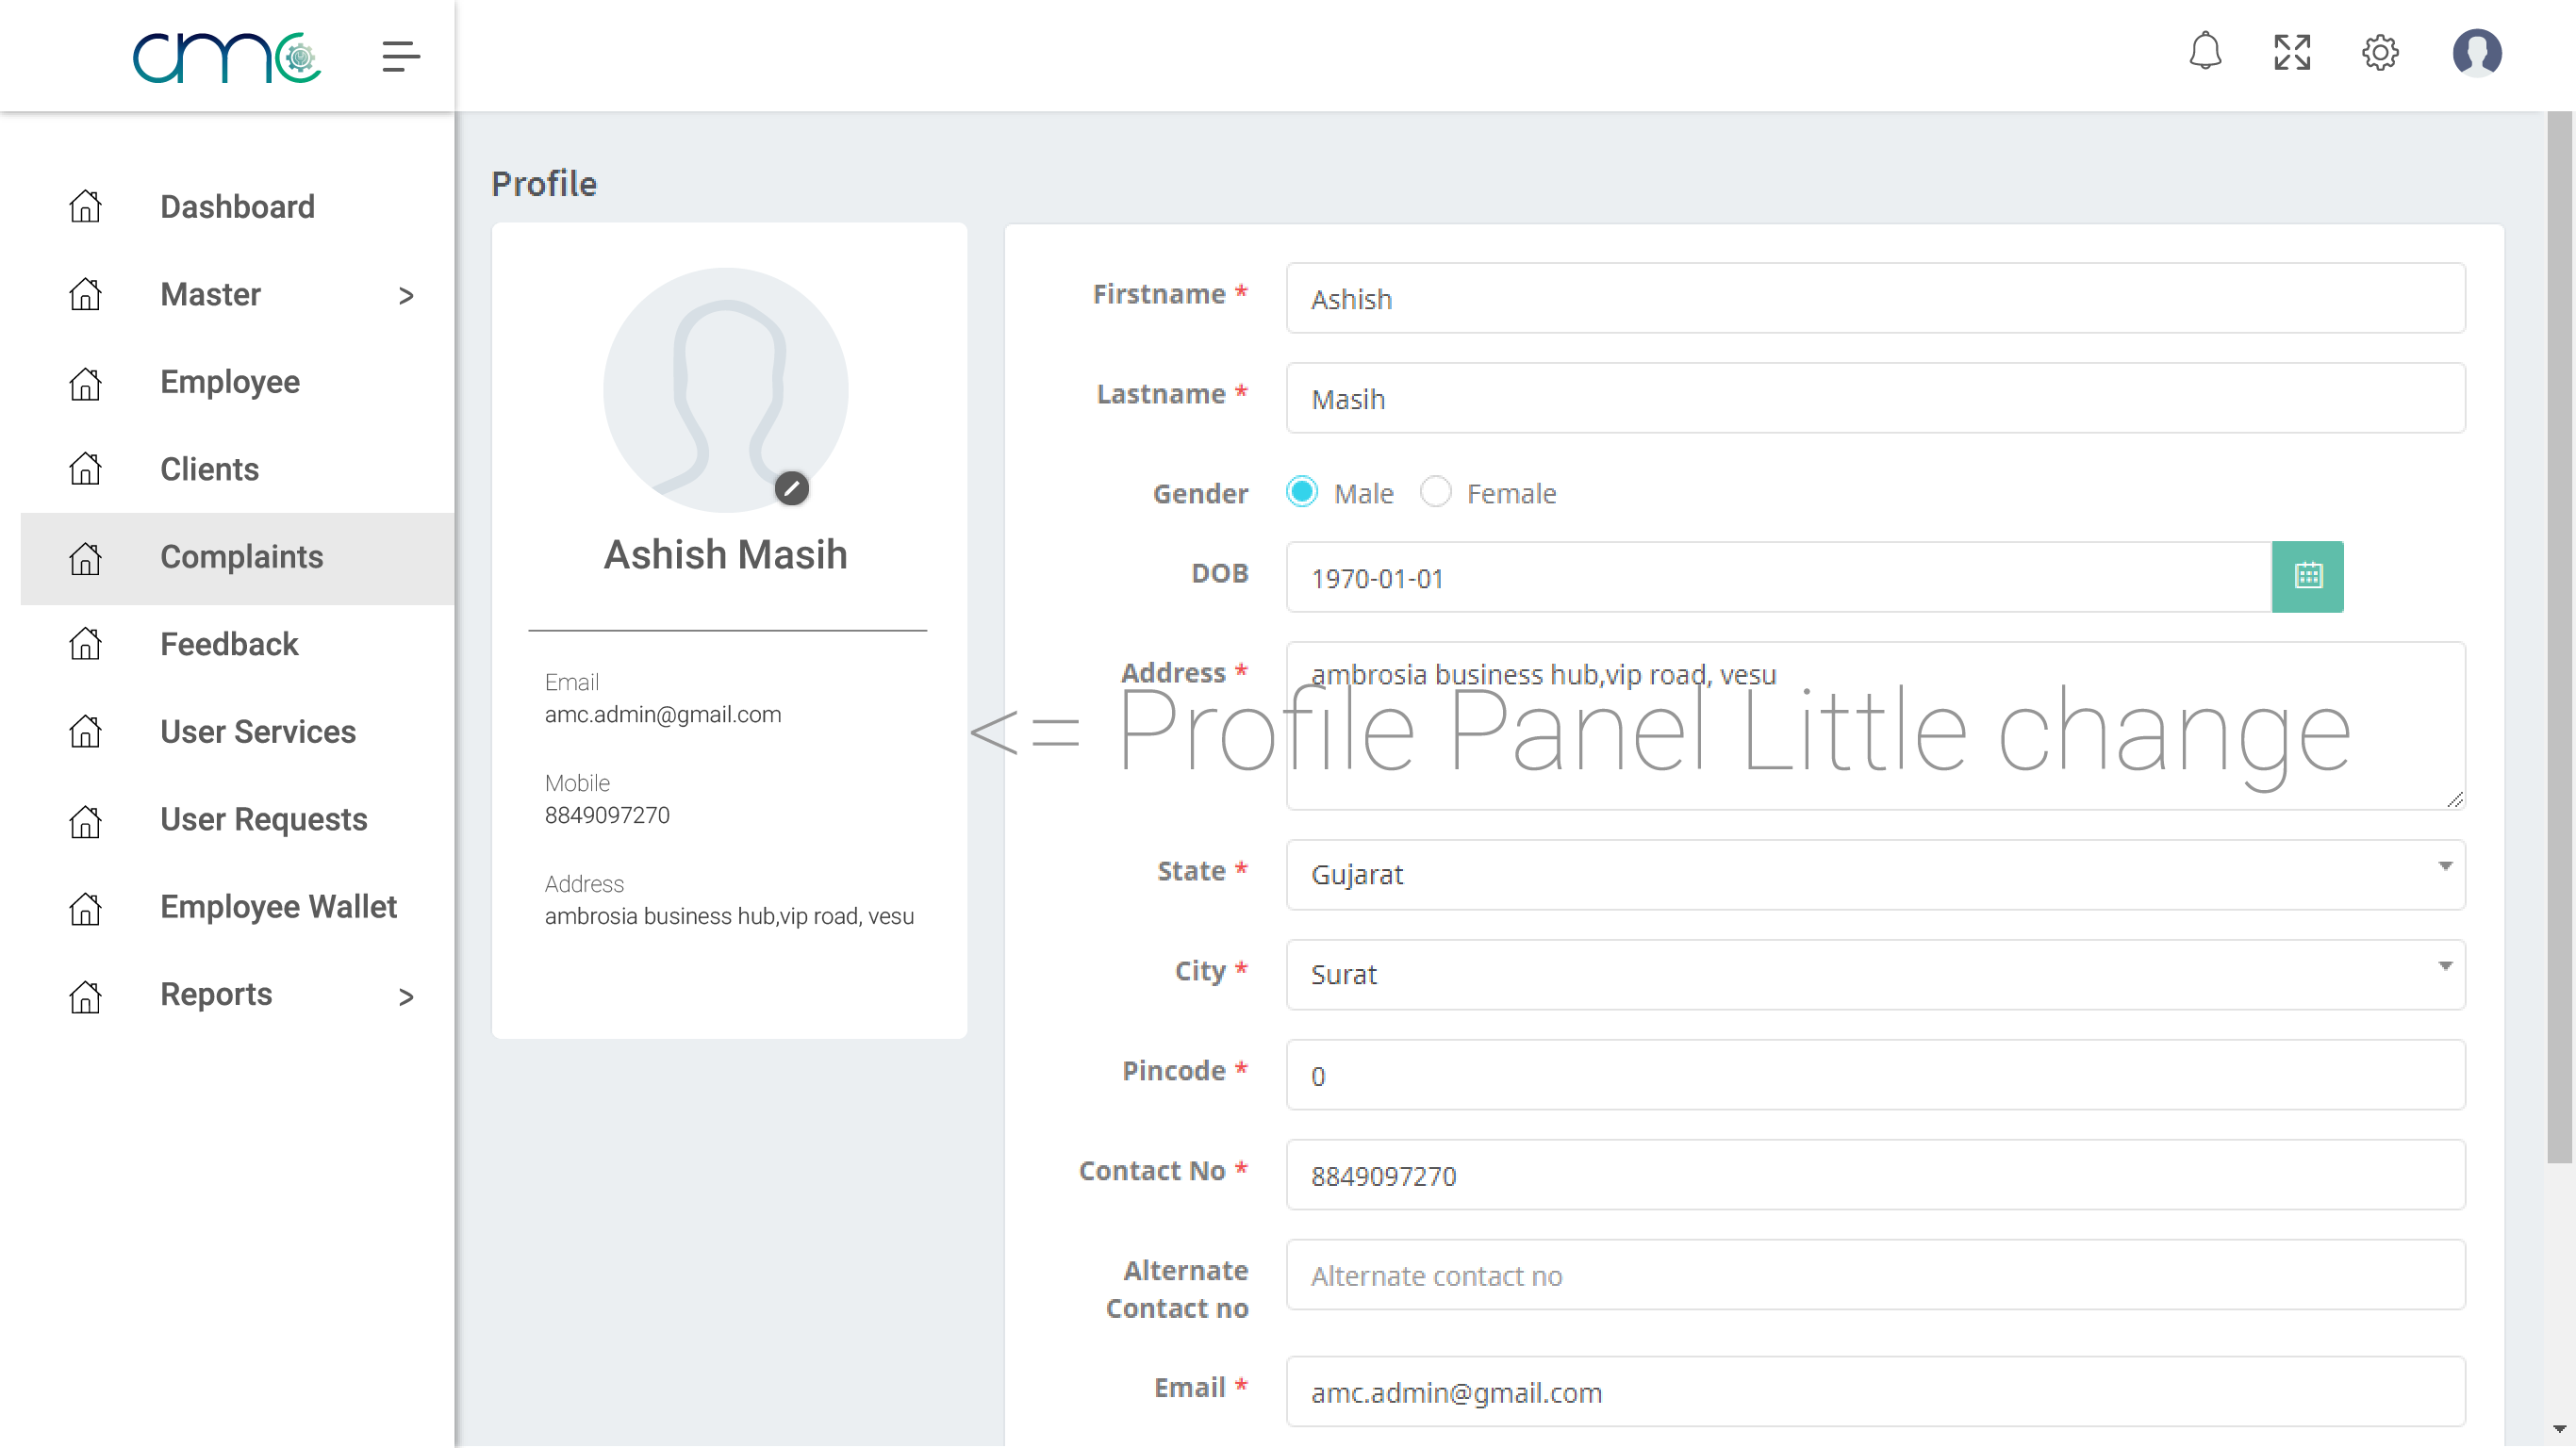 amc
Dashboard
Master >
Employee
Clients
Complaints
Feedback
User Services
User Requests
Employee Wallet
Reports >
Profile
Ashish Masih
Email
amc.admin@gmail.com
Mobile
8849097270
Address
ambrosia business hub,vip road, vesu
Firstname * Ashish
Lastname * Masih
Gender Male Female
DOB 1970-01-01
Address * ambrosia business hub,vip road, vesu
<= Profile Panel Little change
State * Gujarat
City * Surat
Pincode * 0
Contact No * 8849097270
Alternate
Contact no
Alternate contact no
Email * amc.admin@gmail.com